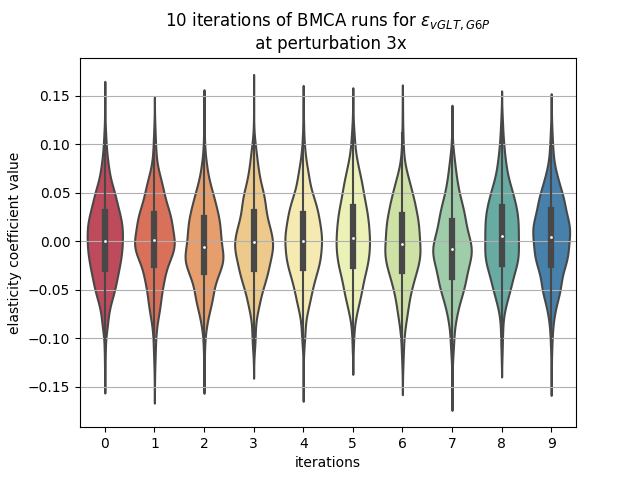 10 iterations of BMCA runs for ε_{vGLT, G6P}
at perturbation 3x
elasticity coefficient value
0.15
0.10
0.05
0.00
−0.05
−0.10
−0.15
0 1 2 3 4 5 6 7 8 9
iterations